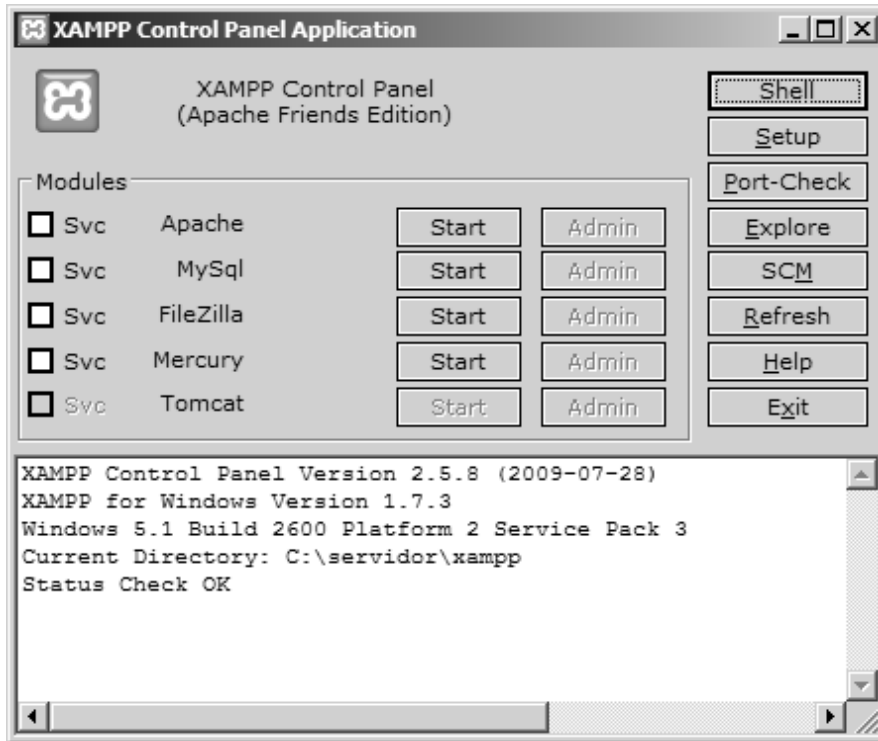 XAMPP Control Panel Application
XAMPP Control Panel
(Apache Friends Edition)
Shell
Setup
Port-Check
Explore
SCM
Refresh
Help
Exit
Modules
Svc Apache Start Admin
Svc MySql Start Admin
Svc FileZilla Start Admin
Svc Mercury Start Admin
Svc Tomcat Start Admin
XAMPP Control Panel Version 2.5.8 (2009-07-28)
XAMPP for Windows Version 1.7.3
Windows 5.1 Build 2600 Platform 2 Service Pack 3
Current Directory: C:\servidor\xampp
Status Check OK